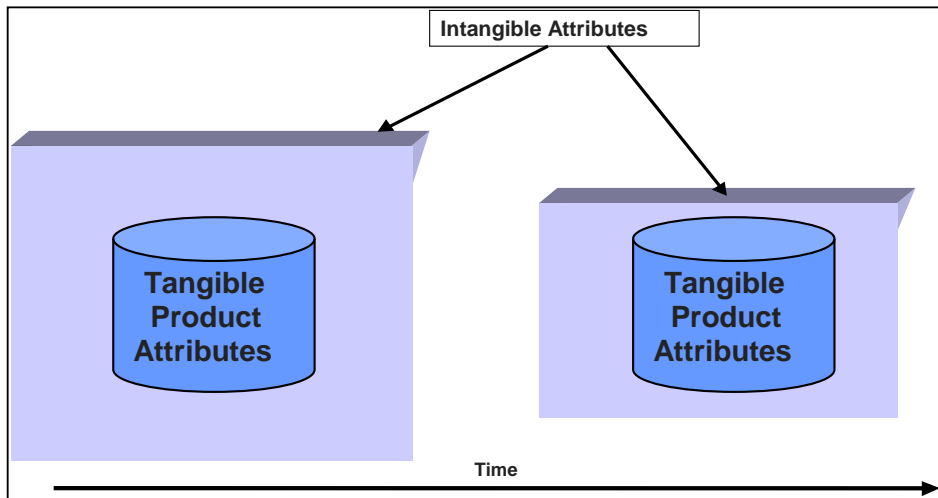 Intangible Attributes
Tangible
Product
Attributes
Tangible
Product
Attributes
Time